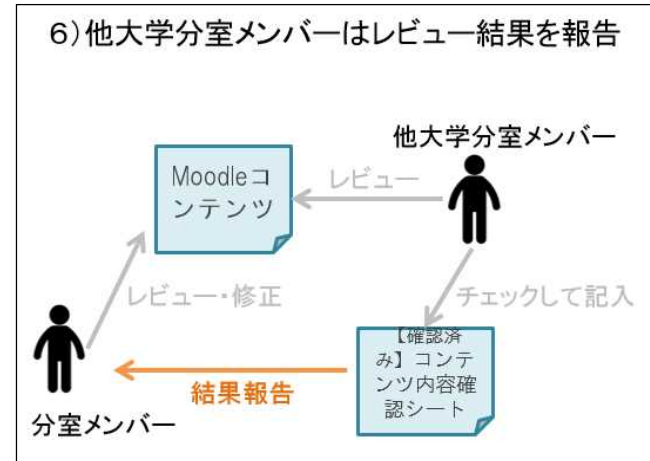 6)他大学分室メンバーはレビュー結果を報告
他大学分室メンバー
Moodleコ
ンテンツ
レビュー
レビュー・修正
チェックして記入
【確認済
み】コンテ
ンツ内容確
認シート
結果報告
分室メンバー